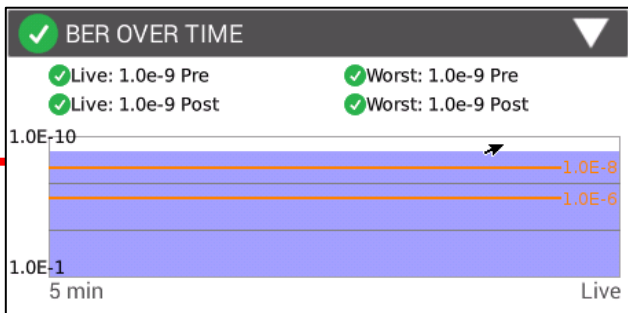 BER OVER TIME
Live: 1.0e-9 Pre Worst: 1.0e-9 Pre
Live: 1.0e-9 Post Worst: 1.0e-9 Post
1.0E-10
1.0E-8
1.0E-6
1.0E-1
5 min Live